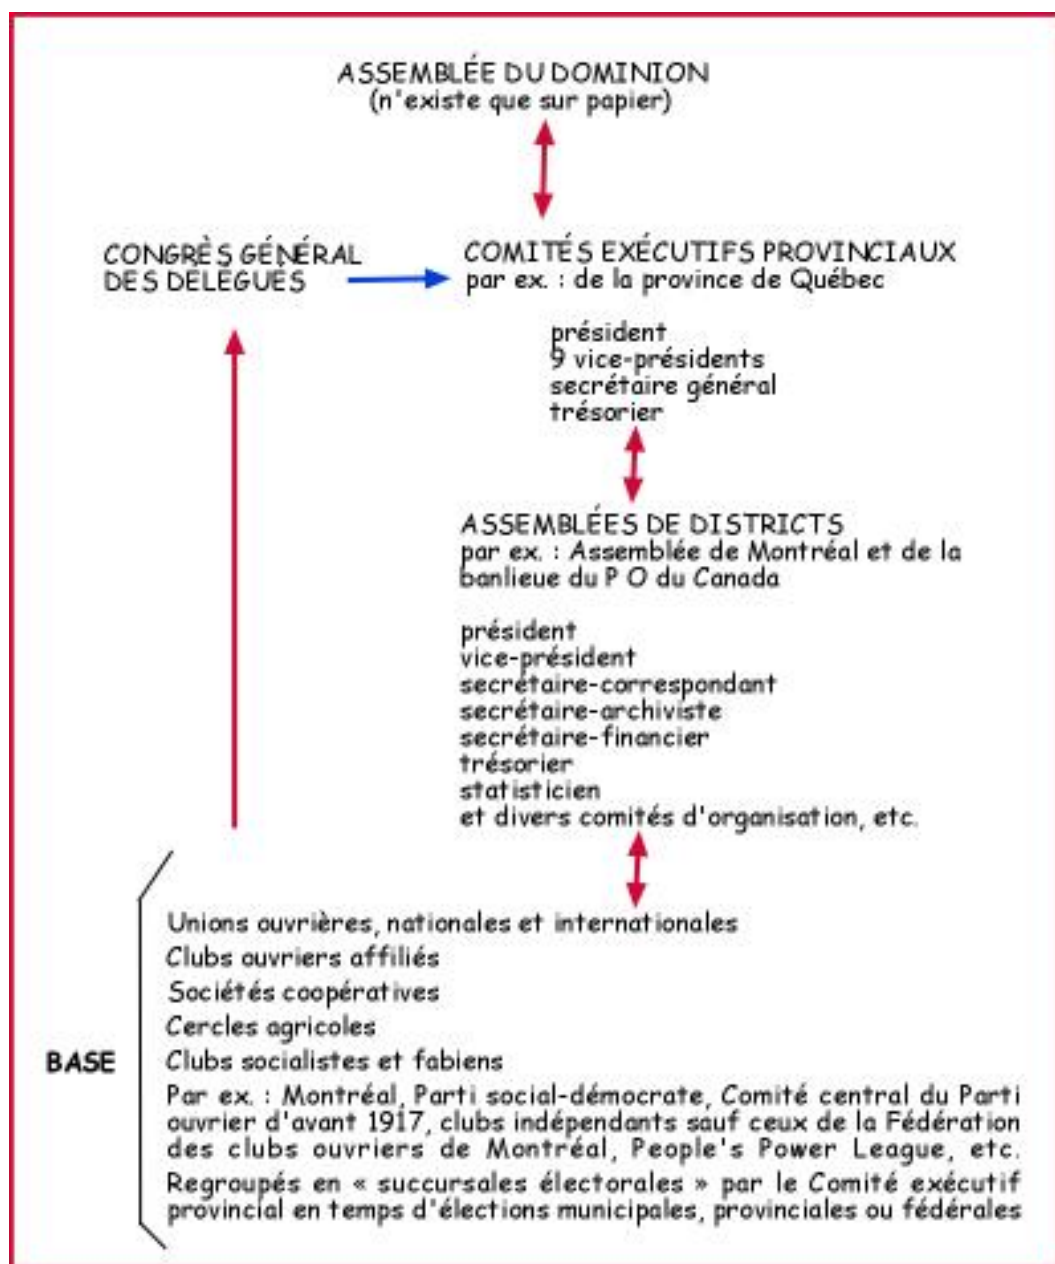 ASSEMBLÉE DU DOMINION
(n'existe que sur papier)
CONGRÈS GÉNÉRAL
DES DÉLÉGUÉS
COMITÉS EXÉCUTIFS PROVINCIAUX
par ex. : de la province de Québec
président
9 vice-présidents
secrétaire général
trésorier
ASSEMBLÉES DE DISTRICTS
par ex. : Assemblée de Montréal et de la
banlieue du P O du Canada
président
vice-président
secrétaire-correspondant
secrétaire-archiviste
secrétaire-financier
trésorier
statisticien
et divers comités d'organisation, etc.
BASE
Unions ouvrières, nationales et internationales
Clubs ouvriers affiliés
Sociétés coopératives
Cercles agricoles
Clubs socialistes et fabiens
Par ex. : Montréal, Parti social-démocrate, Comité central du Parti
ouvrier d'avant 1917, clubs indépendants sauf ceux de la Fédération
des clubs ouvriers de Montréal, People's Power League, etc.
Regroupés en « succursales électorales » par le Comité exécutif
provincial en temps d'élections municipales, provinciales ou fédérales